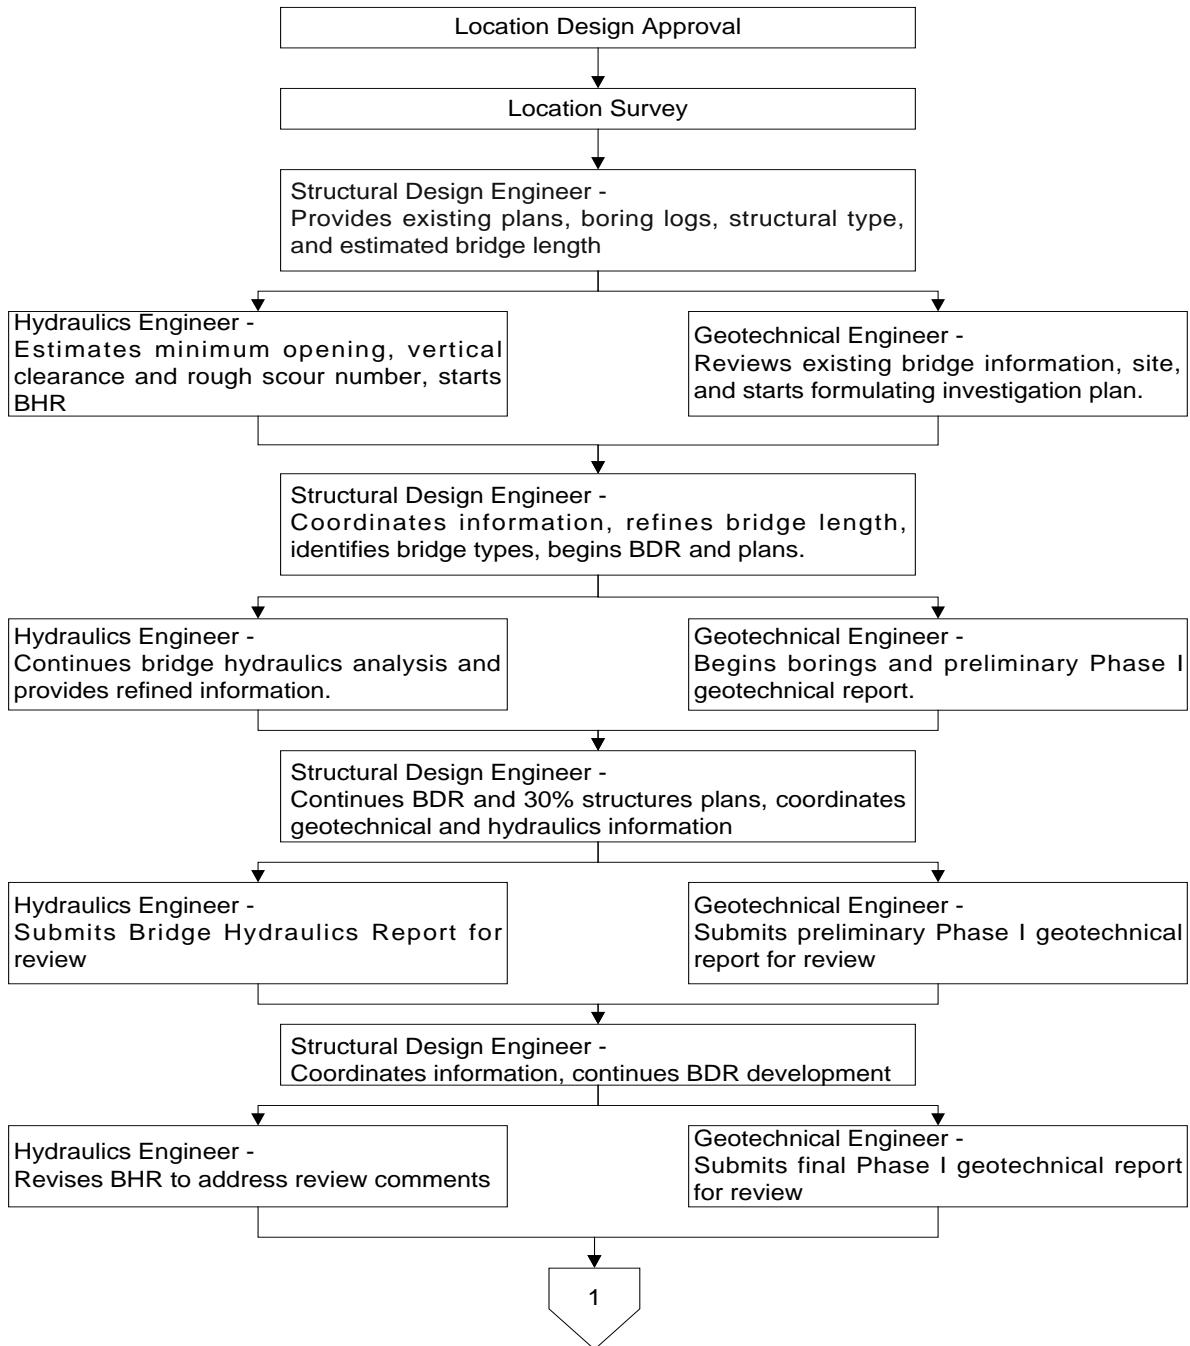 Location Design Approval
Location Survey
Structural Design Engineer -
Provides existing plans, boring logs, structural type,
and estimated bridge length
Hydraulics Engineer -
Estimates minimum opening, vertical
clearance and rough scour number, starts
BHR
Geotechnical Engineer -
Reviews existing bridge information, site,
and starts formulating investigation plan.
Structural Design Engineer -
Coordinates information, refines bridge length,
identifies bridge types, begins BDR and plans.
Hydraulics Engineer -
Continues bridge hydraulics analysis and
provides refined information.
Geotechnical Engineer -
Begins borings and preliminary Phase I
geotechnical report.
Structural Design Engineer -
Continues BDR and 30% structures plans, coordinates
geotechnical and hydraulics information
Hydraulics Engineer -
Submits Bridge Hydraulics Report for
review
Geotechnical Engineer -
Submits preliminary Phase I geotechnical
report for review
Structural Design Engineer -
Coordinates information, continues BDR development
Hydraulics Engineer -
Revises BHR to address review comments
Geotechnical Engineer -
Submits final Phase I geotechnical report
for review
1